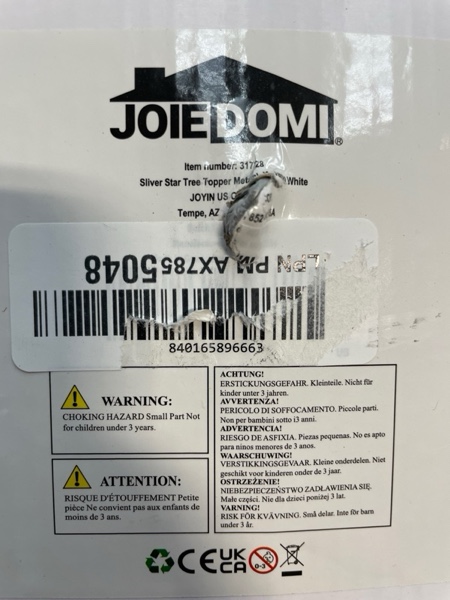 JOIEDOMI®
Item number: 31728
Sliver Star Tree Topper White
JOYIN US
Tempe, AZ
LPN PM AX7855048
840165896663
WARNING:
CHOKING HAZARD Small Part Not
for children under 3 years.
ATTENTION:
RISQUE D'ÉTOUFFEMENT Petite
pièce Ne convient pas aux enfants de
moins de 3 ans.
ACHTUNG!
ERSTICKUNGSGEFAHR. Kleinteile. Nicht für
kinder unter 3 jahren.
AVVERTENZA!
PERICOLO DI SOFFOCAMENTO. Piccole parti.
Non per bambini sotto i3 anni.
ADVERTENCIA!
RIESGO DE ASFIXIA. Piezas pequenas. No es apto
para ninos menores de 3 anos.
WAARSCHUWING!
VERSTIKKINGSGEVAAR. Kleine onderdelen. Niet
geschikt voor kinderen onder de 3 jaar.
OSTRZEŻENIE!
NIEBEZPIECZEŃSTWO ZADŁAWIENIA SIĘ.
Małe części. Nie dla dzieci poniżej 3 lat.
VARNING!
RISK FÖR KVÄVNING. Små delar. Inte för barn
under 3 år.
CE UK CA 0-3